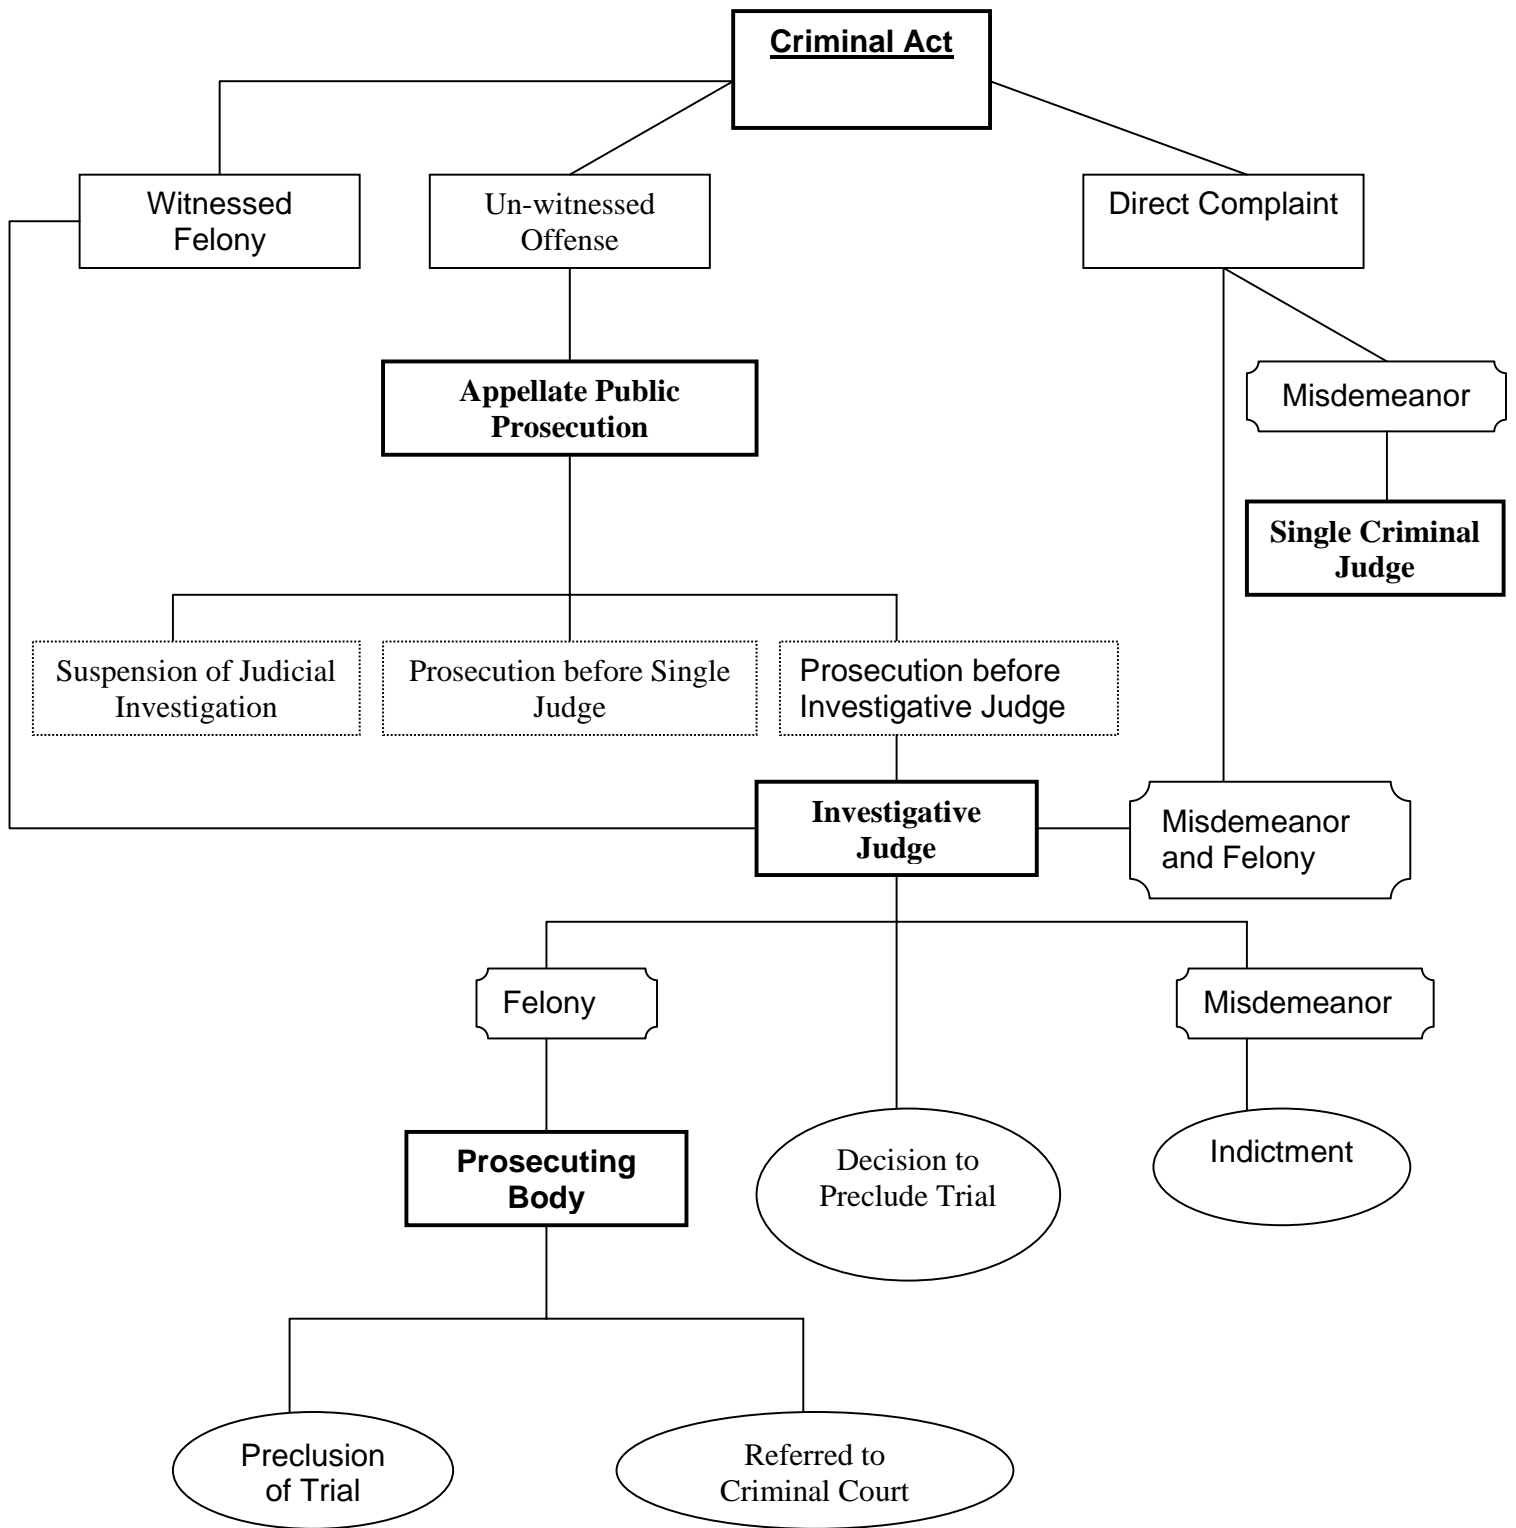 Criminal Act
Witnessed
Felony
Un-witnessed
Offense
Direct Complaint
Appellate Public
Prosecution
Misdemeanor
Single Criminal
Judge
Suspension of Judicial
Investigation
Prosecution before Single
Judge
Prosecution before
Investigative Judge
Investigative
Judge
Misdemeanor
and Felony
Felony
Misdemeanor
Prosecuting
Body
Decision to
Preclude Trial
Indictment
Preclusion
of Trial
Referred to
Criminal Court